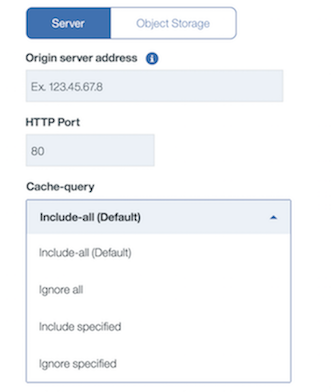 Server Object Storage
Origin server address
Ex. 123.45.67.8
HTTP Port
80
Cache-query
Include-all (Default)
Include-all (Default)
Ignore all
Include specified
Ignore specified